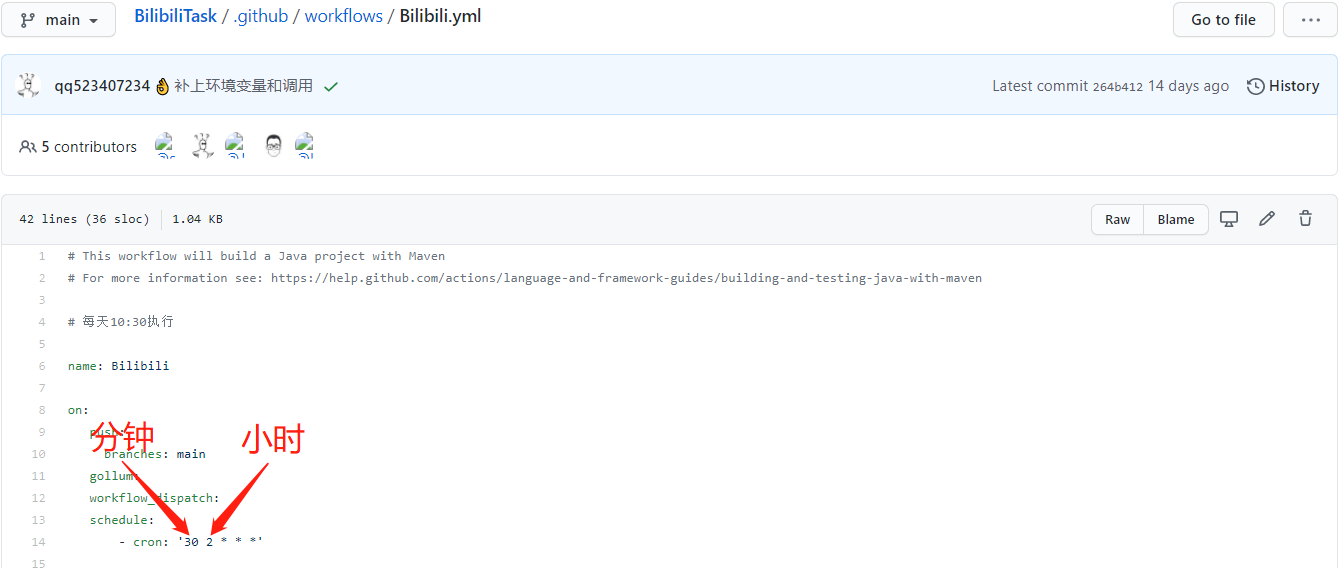 main
BilibiliTask / .github / workflows / Bilibili.yml
Go to file
qq523407234 👌 补上环境变量和调用
Latest commit 264b412 14 days ago
History
5 contributors
42 lines (36 sloc) 1.04 KB
Raw
Blame
1 # This workflow will build a Java project with Maven
2 # For more information see: https://help.github.com/actions/language-and-framework-guides/building-and-testing-java-with-maven
3
4 # 每天10:30执行
5
6 name: Bilibili
7
8 on:
9 push:
分钟
小时
10 branches: main
11 gollum:
12 workflow_dispatch:
13 schedule:
14 - cron: '30 2 * * *'
15